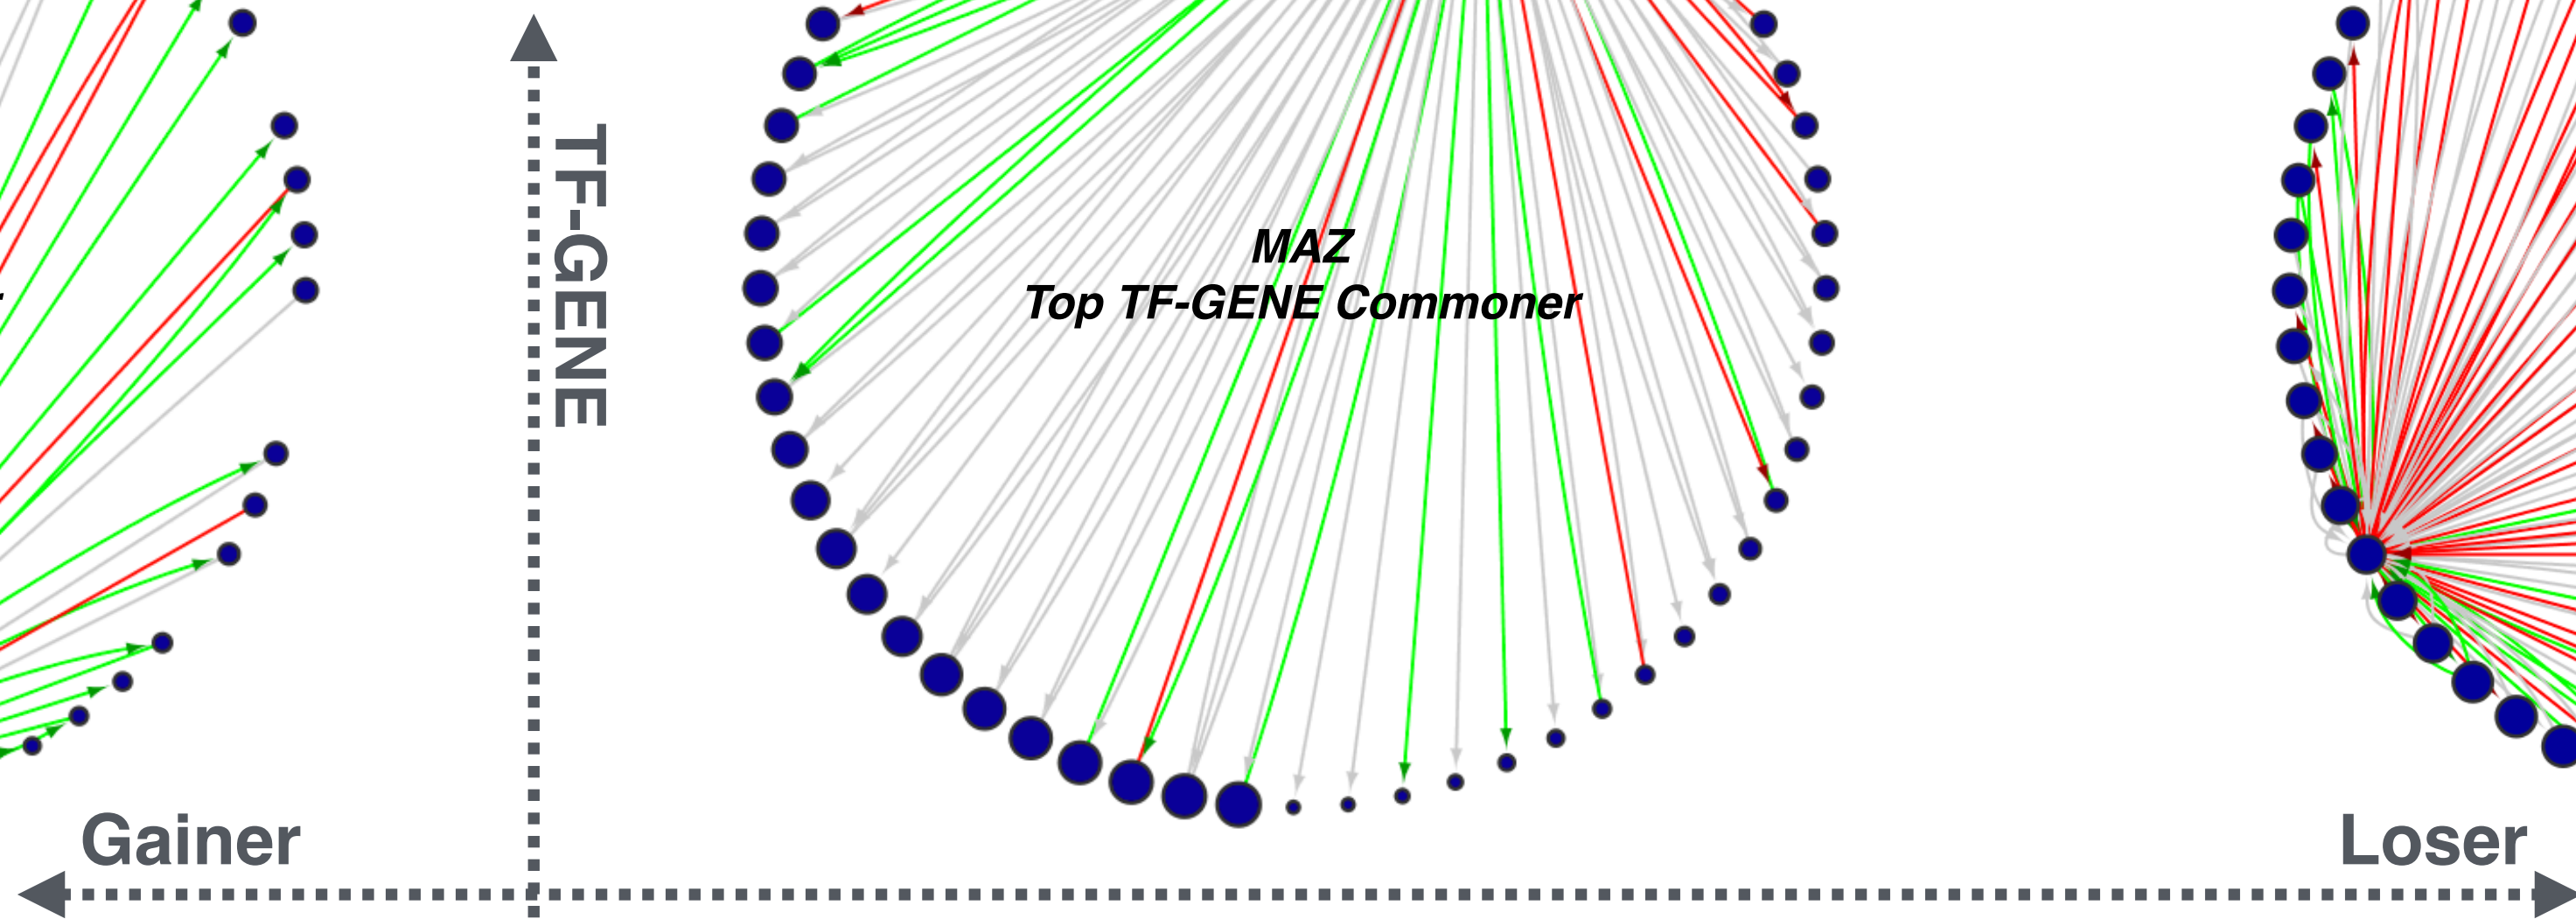 TF-GENE
MAZ
Top TF-GENE Commoner
Gainer
Loser